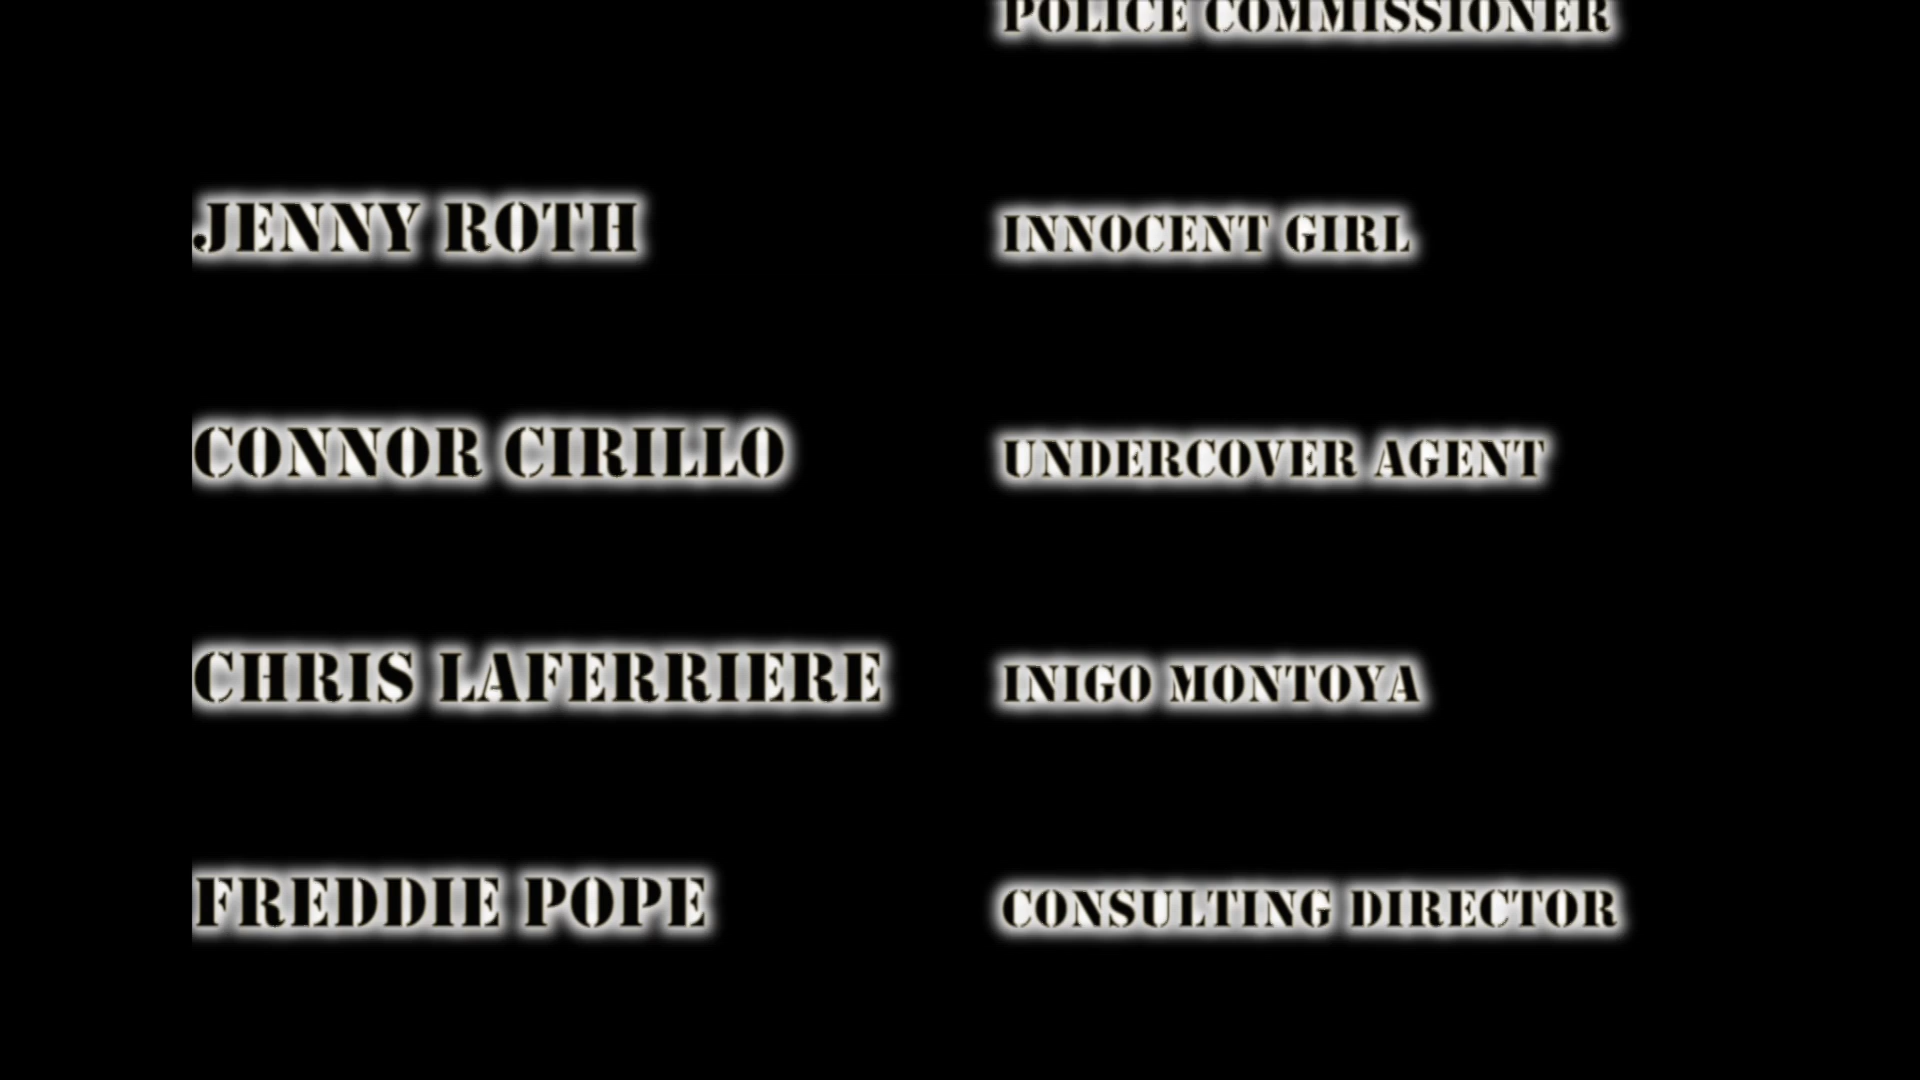 POLICE COMMISSIONER
JENNY ROTH INNOCENT GIRL
CONNOR CIRILLO UNDERCOVER AGENT
CHRIS LAFERRIERE INIGO MONTOYA
FREDDIE POPE CONSULTING DIRECTOR